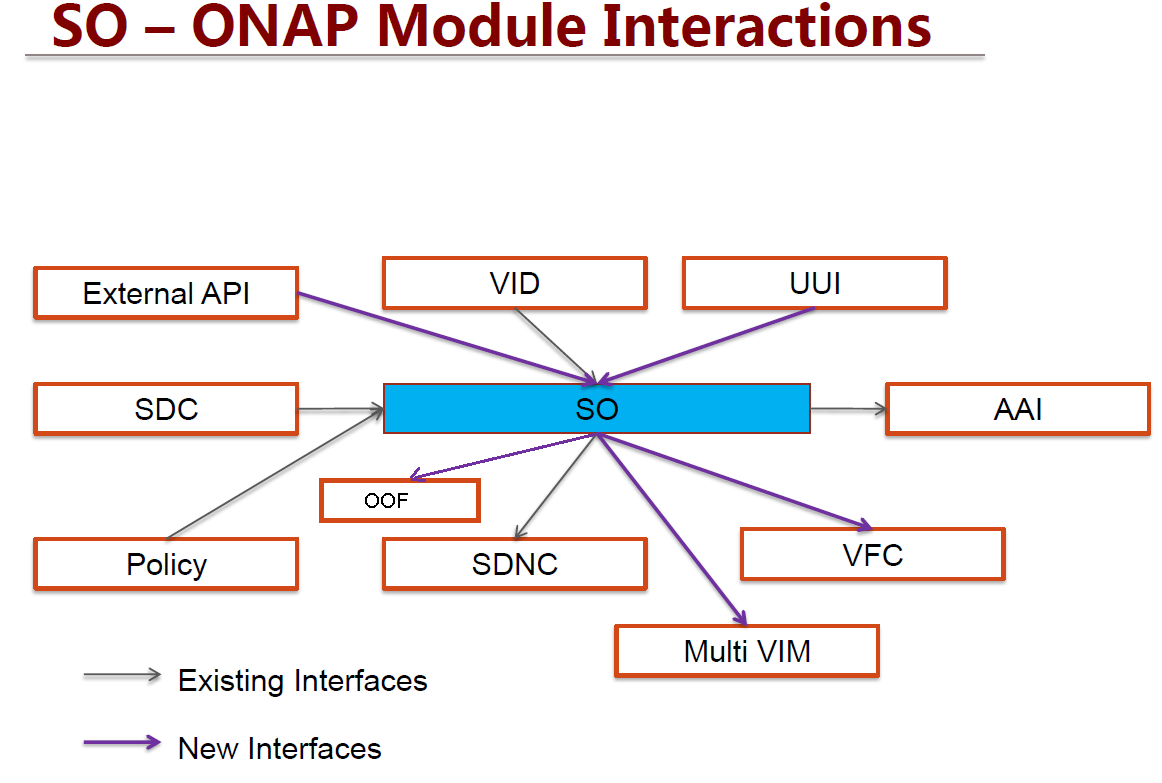 SO – ONAP Module Interactions
External API
VID
UUI
SDC
SO
AAI
OOF
Policy
SDNC
VFC
Multi VIM
Existing Interfaces
New Interfaces